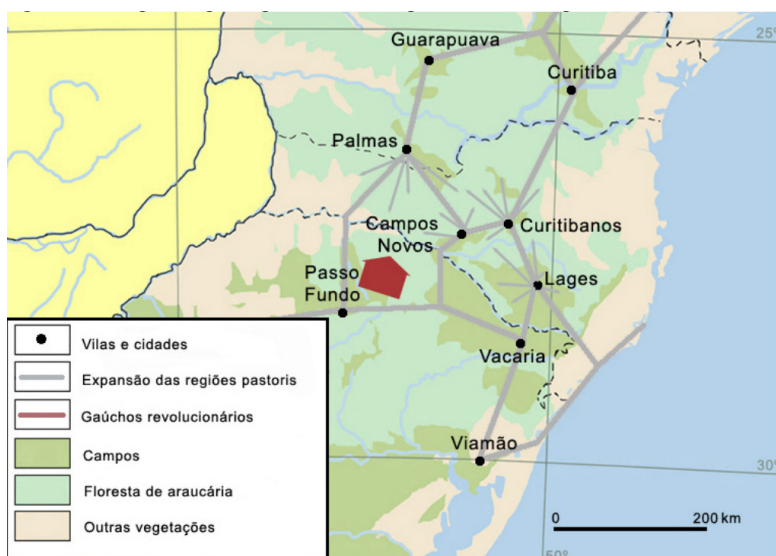 25°
Guarapuava
Curitiba
Palmas
Campos
Novos
Curitibanos
Passo
Fundo
Lages
Vacaria
Viamão
Vilas e cidades
Expansão das regiões pastoris
Gaúchos revolucionários
Campos
Floresta de araucária
Outras vegetações
30°
0
200 km
50°